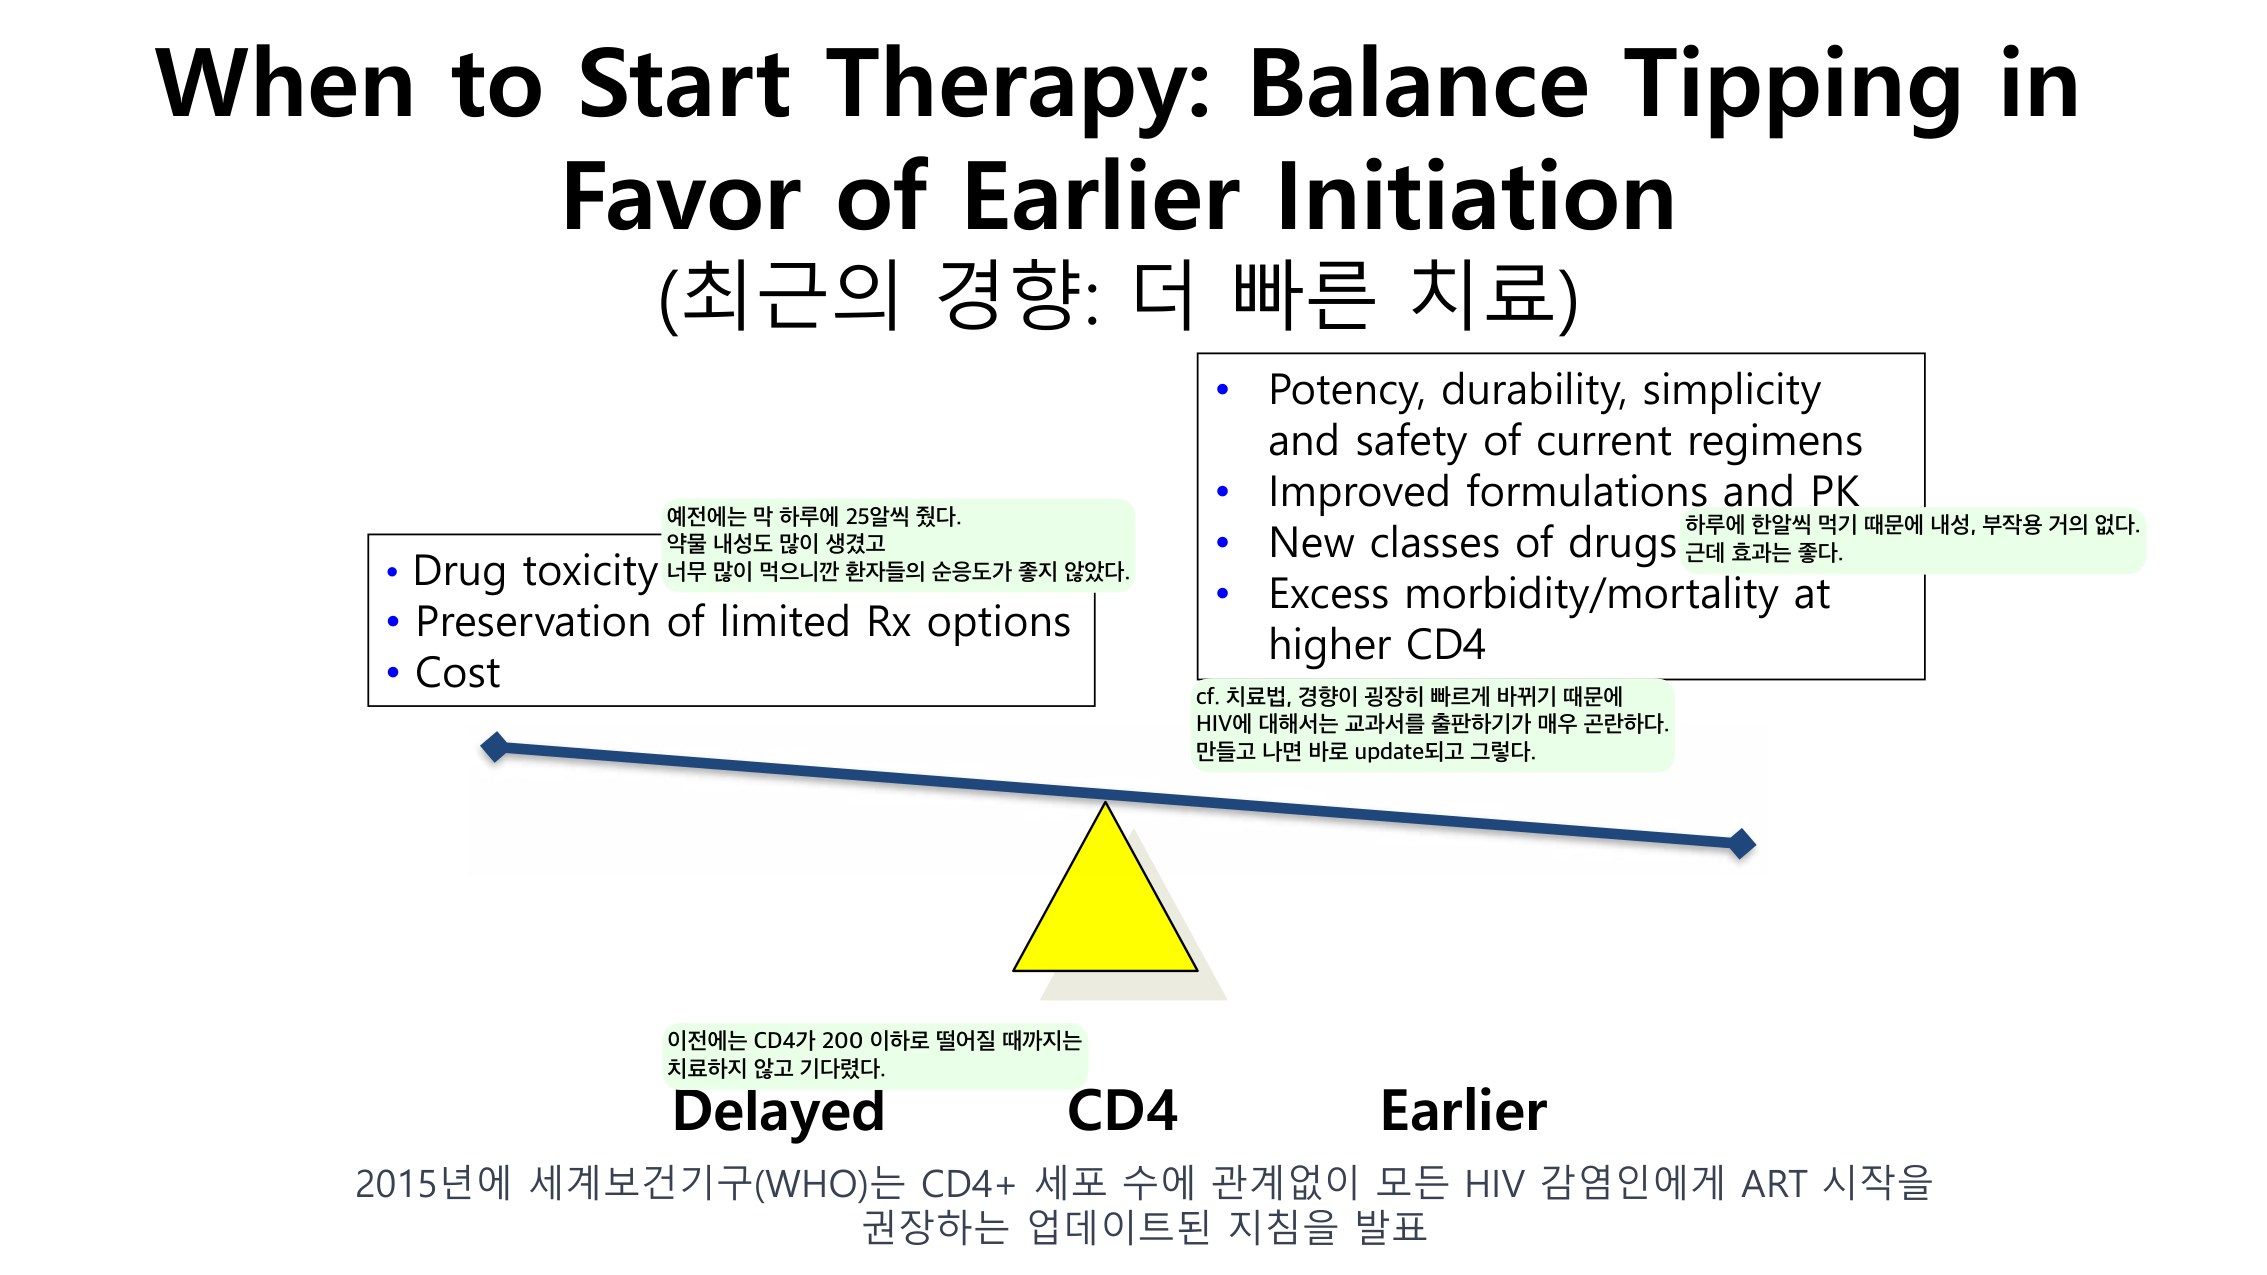 When to Start Therapy: Balance Tipping in
Favor of Earlier Initiation
(최근의 경향: 더 빠른 치료)
예전에는 막 하루에 25알씩 줬다.
약물 내성도 많이 생겼고
너무 많이 먹으니깐 환자들의 순응도가 좋지 않았다.
• Drug toxicity
• Preservation of limited Rx options
• Cost
• Potency, durability, simplicity
and safety of current regimens
• Improved formulations and PK
• New classes of drugs
• Excess morbidity/mortality at
higher CD4
하루에 한알씩 먹기 때문에 내성, 부작용 거의 없다.
근데 효과는 좋다.
cf. 치료법, 경향이 굉장히 빠르게 바뀌기 때문에
HIV에 대해서는 교과서를 출판하기가 매우 곤란하다.
만들고 나면 바로 update되고 그렇다.
이전에는 CD4가 200 이하로 떨어질 때까지는
치료하지 않고 기다렸다.
Delayed CD4 Earlier
2015년에 세계보건기구(WHO)는 CD4+ 세포 수에 관계없이 모든 HIV 감염인에게 ART 시작을
권장하는 업데이트된 지침을 발표